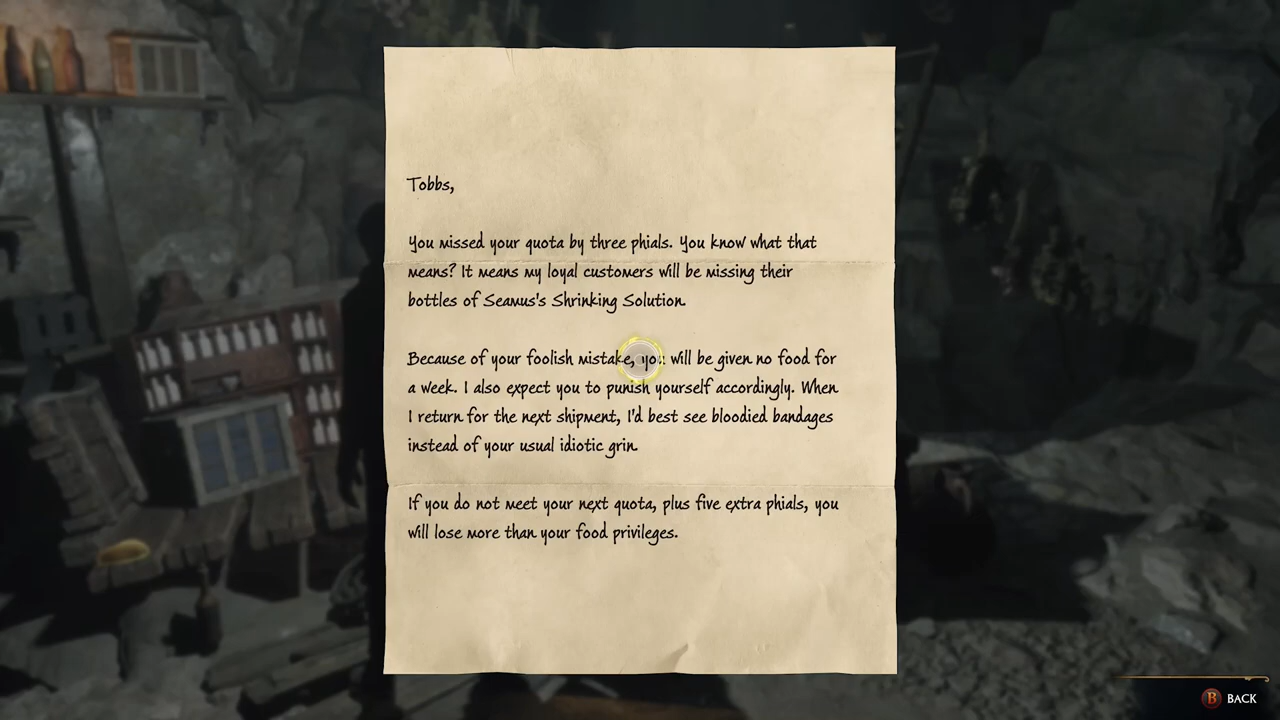 Tobbs,
You missed your quota by three phials. You know what that
means? It means my loyal customers will be missing their
bottles of Seamus's Shrinking Solution.
Because of your foolish mistake, you will be given no food for
a week. I also expect you to punish yourself accordingly. When
I return for the next shipment, I'd best see bloodied bandages
instead of your usual idiotic grin.
If you do not meet your next quota, plus five extra phials, you
will lose more than your food privileges.
B BACK